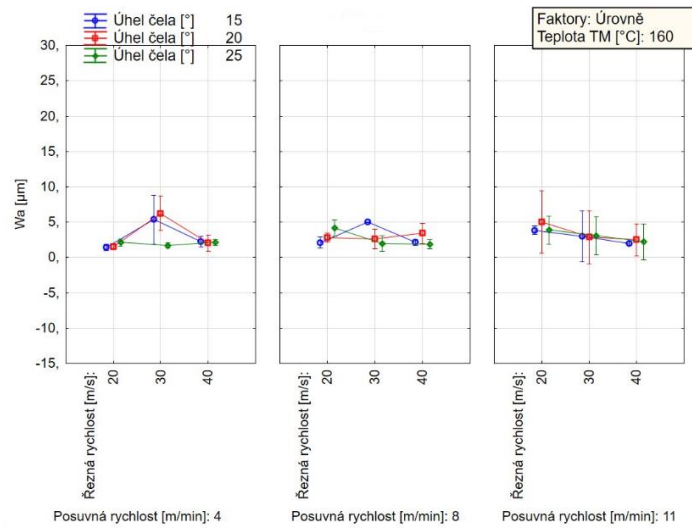 Úhel čela [°] 15
Úhel čela [°] 20
Úhel čela [°] 25
Faktory: Úrovně
Teplota TM [°C]: 160
Wa [µm]
30,
25,
20,
15,
10,
5,
0,
-5,
-10,
-15,
Řezná rychlost [m/s]:
20
30
40
Řezná rychlost [m/s]:
20
30
40
Řezná rychlost [m/s]:
20
30
40
Posuvná rychlost [m/min]: 4
Posuvná rychlost [m/min]: 8
Posuvná rychlost [m/min]: 11